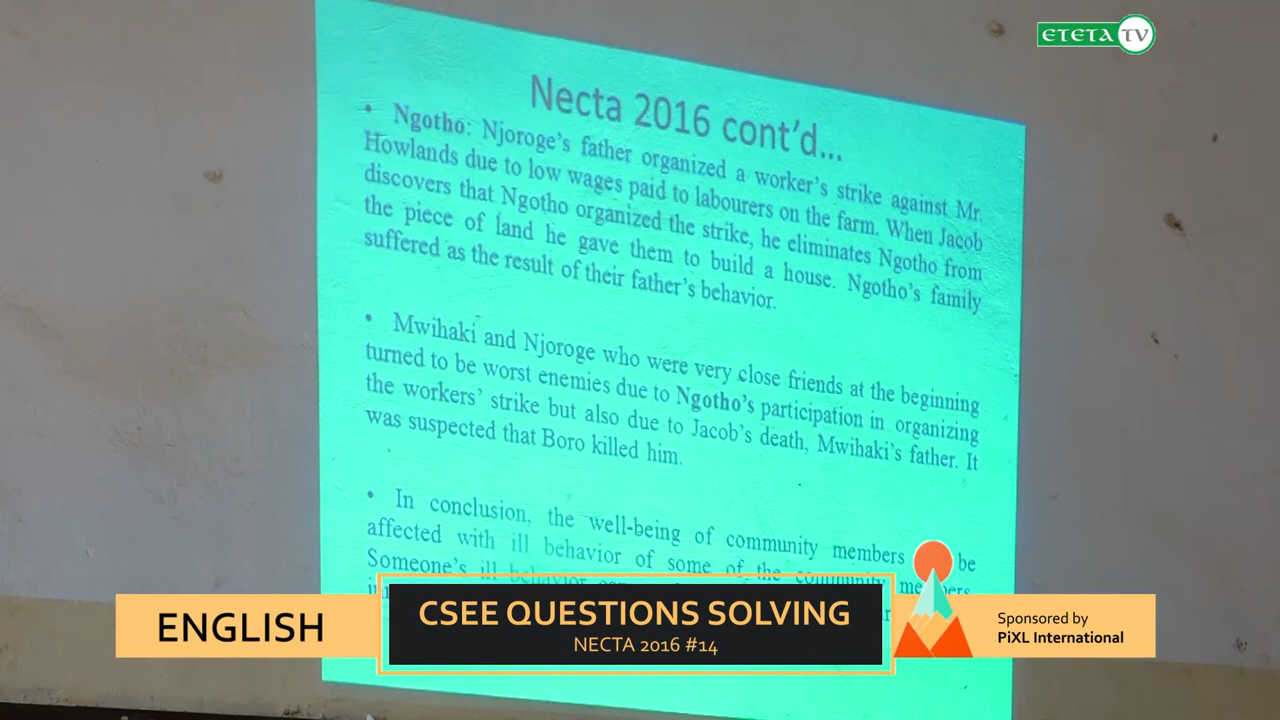 ETETA TV
Necta 2016 cont'd...
• Ngotho: Njoroge's father organized a worker's strike against Mr.
Howlands due to low wages paid to labourers on the farm. When Jacob
discovers that Ngotho organized the strike, he eliminates Ngotho from
the piece of land he gave them to build a house. Ngotho's family
suffered as the result of their father's behavior.
• Mwihaki and Njoroge who were very close friends at the beginning
turned to be worst enemies due to Ngotho's participation in organizing
the workers' strike but also due to Jacob's death, Mwihaki's father. It
was suspected that Boro killed him.
• In conclusion, the well-being of community members be
affected with ill behavior of some of the community members.
Someone's ill behavior
ENGLISH
CSEE QUESTIONS SOLVING
NECTA 2016 #14
Sponsored by
PiXL International